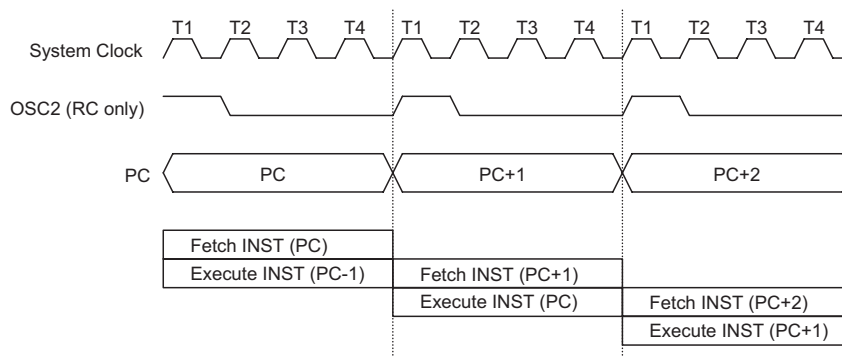 T1 T2 T3 T4 T1 T2 T3 T4 T1 T2 T3 T4
System Clock
OSC2 (RC only)
PC PC PC+1 PC+2
Fetch INST (PC)
Execute INST (PC-1) Fetch INST (PC+1)
Execute INST (PC) Fetch INST (PC+2)
Execute INST (PC+1)